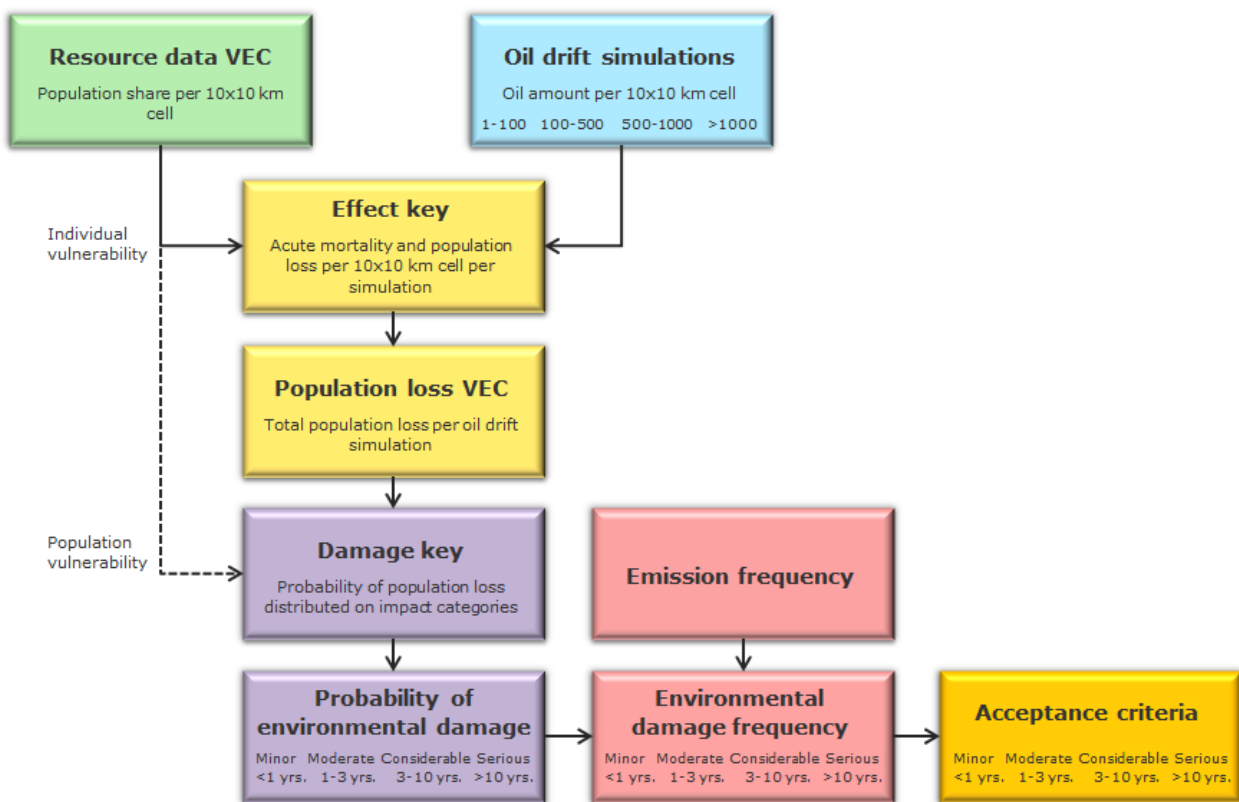 Resource data VEC
Population share per 10x10 km
cell
Oil drift simulations
Oil amount per 10x10 km cell
1-100 100-500 500-1000 >1000
Individual
vulnerability
Effect key
Acute mortality and population
loss per 10x10 km cell per
simulation
Population loss VEC
Total population loss per oil drift
simulation
Population
vulnerability
Damage key
Probability of population loss
distributed on impact categories
Emission frequency
Probability of
environmental damage
Minor Moderate Considerable Serious
<1 yrs. 1-3 yrs. 3-10 yrs. >10 yrs.
Environmental
damage frequency
Minor Moderate Considerable Serious
<1 yrs. 1-3 yrs. 3-10 yrs. >10 yrs.
Acceptance criteria
Minor Moderate Considerable Serious
<1 yrs. 1-3 yrs. 3-10 yrs. >10 yrs.